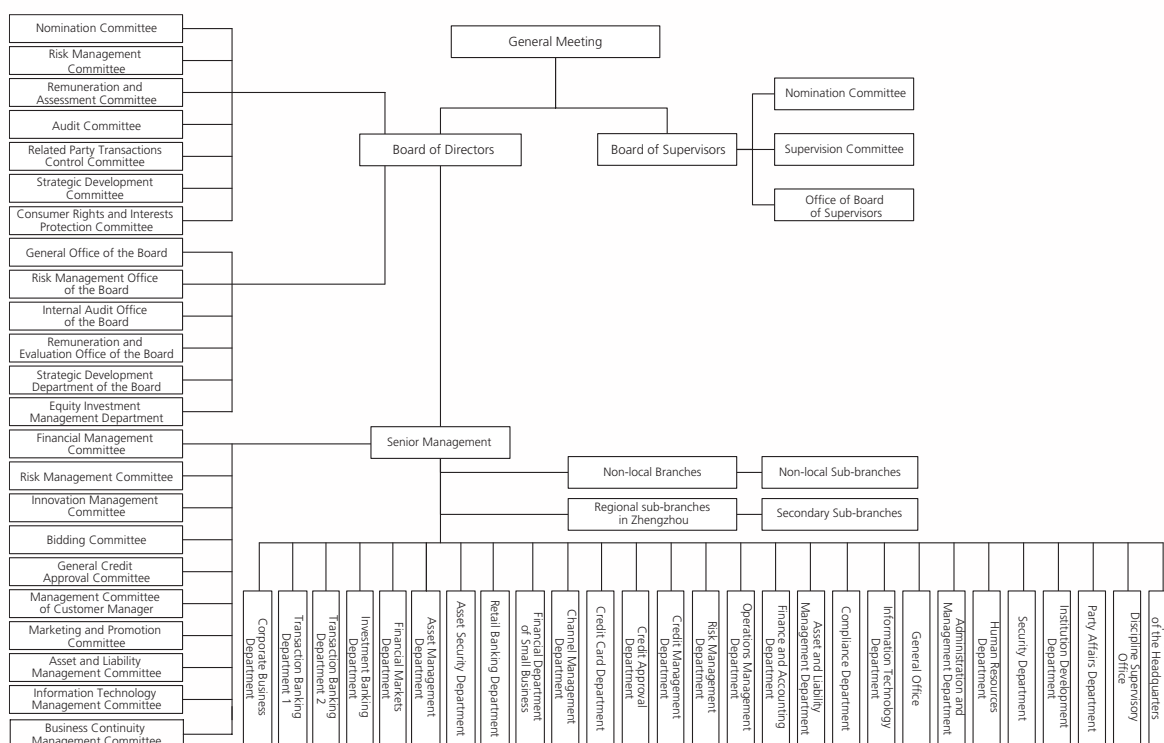 Nomination Committee
Risk Management
Committee
Remuneration and
Assessment Committee
Audit Committee
Related Party Transactions
Control Committee
Strategic Development
Committee
Consumer Rights and Interests
Protection Committee
General Office of the Board
Risk Management Office
of the Board
Internal Audit Office
of the Board
Remuneration and
Evaluation Office of the Board
Strategic Development
Department of the Board
Equity Investment
Management Department
Financial Management
Committee
Risk Management Committee
Innovation Management
Committee
Bidding Committee
General Credit
Approval Committee
Management Committee
of Customer Manager
Marketing and Promotion
Committee
Asset and Liability
Management Committee
Information Technology
Management Committee
Business Continuity
Management Committee
General Meeting
Board of Directors
Board of Supervisors
Nomination Committee
Supervision Committee
Office of Board
of Supervisors
Senior Management
Non-local Branches
Non-local Sub-branches
Regional sub-branches
in Zhengzhou
Secondary Sub-branches
Corporate Business
Department
Transaction Banking
Department 1
Transaction Banking
Department 2
Investment Banking
Department
Financial Markets
Department
Asset Management
Department
Asset Security Department
Retail Banking Department
Financial Department
of Small Business
Channel Management
Department
Credit Card Department
Credit Approval
Department
Credit Management
Department
Risk Management
Department
Operations Management
Department
Finance and Accounting
Department
Asset and Liability
Management Department
Compliance Department
Information Technology
Department
General Office
Administration and
Management Department
Human Resources
Department
Security Department
Institution Development
Department
Party Affairs Department
Discipline Supervisory
Office
of the Headquarters